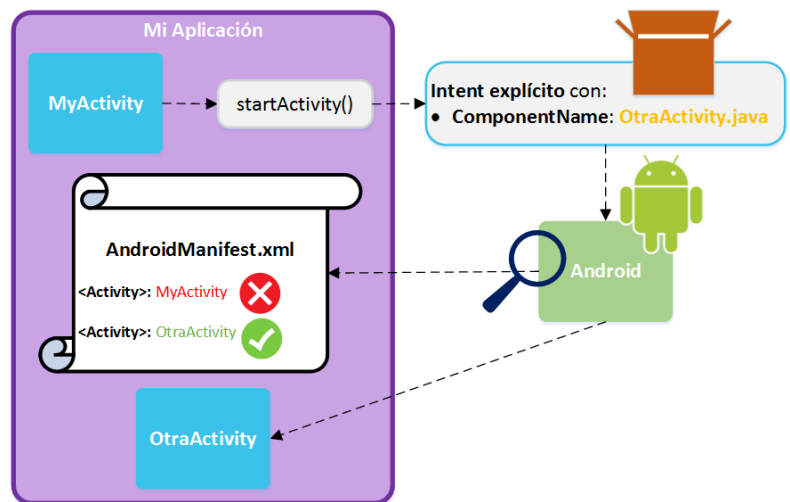 Mi Aplicación
MyActivity
startActivity()
Intent explícito con:
• ComponentName: OtraActivity.java
Android
AndroidManifest.xml
<Activity>: MyActivity
<Activity>: OtraActivity
OtraActivity